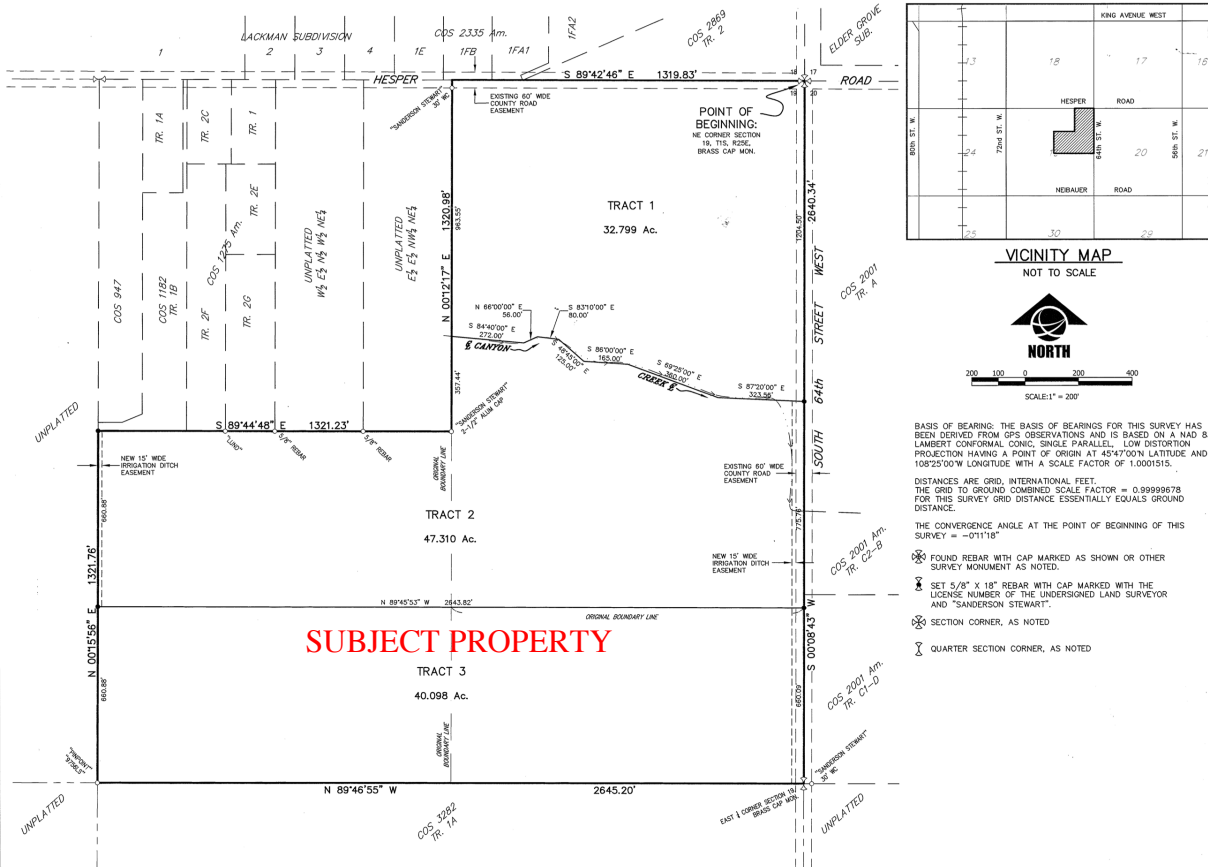 LACKMAN SUBDIVISION
COS 2335 Am.
1
2
3
4
1E
1FB
1FA1
1FA2
COS 2869
TR. 2
ELDER GROVE
SUB.
HESPER
ROAD
S 89°42'46" E 1319.83'
18
17
19
20
"SANDERSON STEWART"
30' WC
EXISTING 60' WIDE
COUNTY ROAD
EASEMENT
POINT OF
BEGINNING:
NE CORNER SECTION
19, T1S, R25E,
BRASS CAP MON.
TR. 1A
TR. 2C
TR. 1
TR. 2E
COS 1275 Am.
COS 947
COS 1182
TR. 1B
TR. 2F
TR. 2G
UNPLATTED
W½ E½ N½ W½ NE¼
UNPLATTED
E½ E½ NW¼ NE¼
N 00°12'17" E 1320.98'
963.55'
357.44'
TRACT 1
32.799 Ac.
2640.34'
1204.50'
64th STREET WEST
SOUTH
COS 2001
TR. A
N 66°00'00" E
56.00'
S 83°10'00" E
80.00'
S 84°40'00" E
272.00'
℄ CANYON
S 48°45'00" E
125.00'
S 86°00'00" E
165.00'
S 69°25'00" E
360.00'
CREEK ℄
S 87°20'00" E
323.56'
UNPLATTED
S 89°44'48" E 1321.23'
"LUND"
5/8" REBAR
5/8" REBAR
"SANDERSON STEWART"
2-1/2" ALUM CAP
ORIGINAL
BOUNDARY LINE
NEW 15' WIDE
IRRIGATION DITCH
EASEMENT
660.88'
N 00°15'56" E 1321.76'
TRACT 2
47.310 Ac.
EXISTING 60' WIDE
COUNTY ROAD
EASEMENT
775.76'
NEW 15' WIDE
IRRIGATION DITCH
EASEMENT
COS 2001 Am.
TR. C2-B
N 89°45'53" W 2643.82'
ORIGINAL BOUNDARY LINE
SUBJECT PROPERTY
TRACT 3
40.098 Ac.
660.88'
S 00°08'43" W
660.09'
COS 2001 Am.
TR. C1-D
ORIGINAL
BOUNDARY LINE
"PINPOINT"
"9756LS"
"SANDERSON STEWART"
30' WC
N 89°46'55" W 2645.20'
EAST ¼ CORNER SECTION 19,
BRASS CAP MON.
UNPLATTED
COS 3282
TR. 1A
UNPLATTED
KING AVENUE WEST
13
18
17
16
HESPER ROAD
80th ST. W.
72nd ST. W.
64th ST. W.
56th ST. W.
24
19
20
21
NEIBAUER ROAD
25
30
29
VICINITY MAP
NOT TO SCALE
NORTH
200 100 0 200 400
SCALE:1" = 200'
BASIS OF BEARING: THE BASIS OF BEARINGS FOR THIS SURVEY HAS
BEEN DERIVED FROM GPS OBSERVATIONS AND IS BASED ON A NAD 8
LAMBERT CONFORMAL CONIC, SINGLE PARALLEL, LOW DISTORTION
PROJECTION HAVING A POINT OF ORIGIN AT 45°47'00"N LATITUDE AND
108°25'00"W LONGITUDE WITH A SCALE FACTOR OF 1.0001515.
DISTANCES ARE GRID, INTERNATIONAL FEET.
THE GRID TO GROUND COMBINED SCALE FACTOR = 0.99999678
FOR THIS SURVEY GRID DISTANCE ESSENTIALLY EQUALS GROUND
DISTANCE.
THE CONVERGENCE ANGLE AT THE POINT OF BEGINNING OF THIS
SURVEY = -0°11'18"
FOUND REBAR WITH CAP MARKED AS SHOWN OR OTHER
SURVEY MONUMENT AS NOTED.
SET 5/8" X 18" REBAR WITH CAP MARKED WITH THE
LICENSE NUMBER OF THE UNDERSIGNED LAND SURVEYOR
AND "SANDERSON STEWART".
SECTION CORNER, AS NOTED
QUARTER SECTION CORNER, AS NOTED